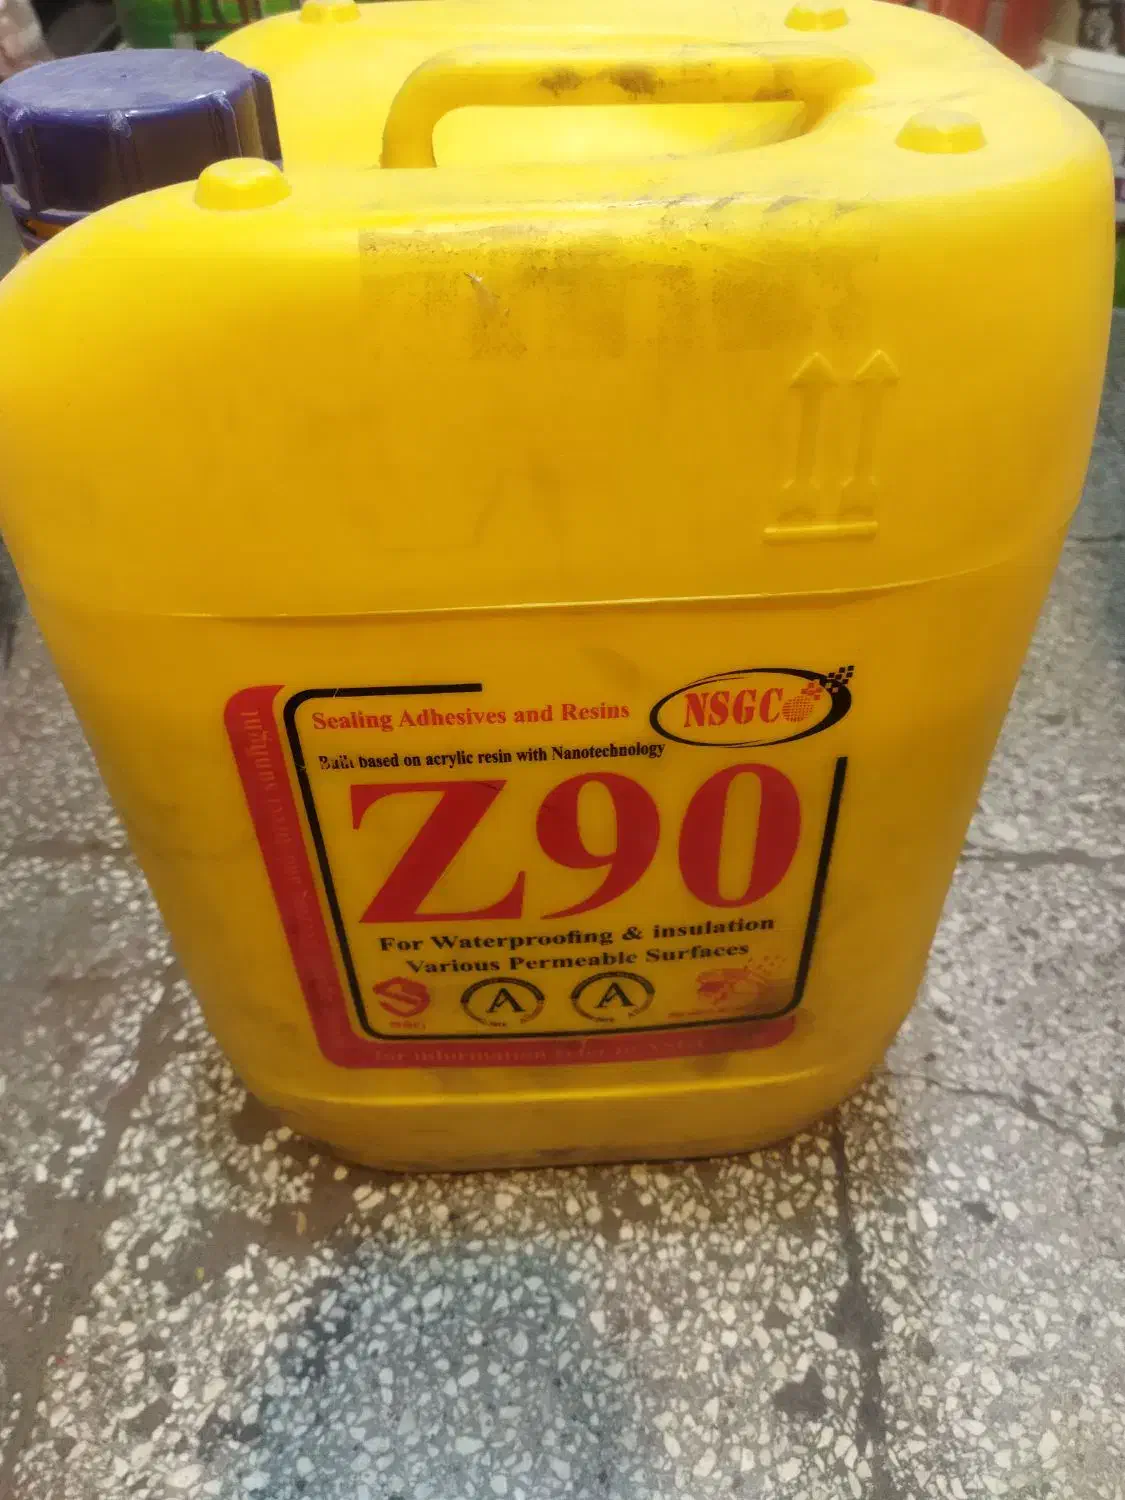 Sealing Adhesives and Resins
NSGC
Built based on acrylic resin with Nanotechnology
Z90
For Waterproofing & insulation
Various Permeable Surfaces
A
A